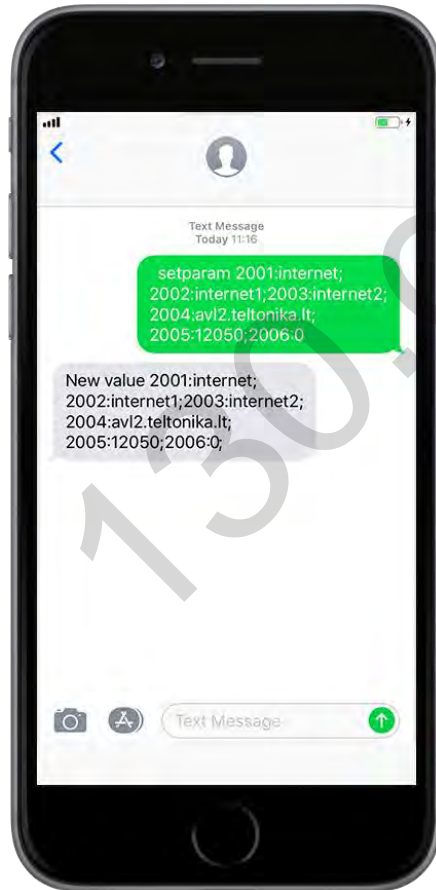 Text Message
Today 11:16
setparam 2001:internet;
2002:internet1;2003:internet2;
2004;avl2.teltonika.lt;
2005:12050;2006:0
New value 2001:internet;
2002:internet1;2003:internet2;
2004:avl2.teltonika.lt;
2005:12050;2006:0;
Text Message